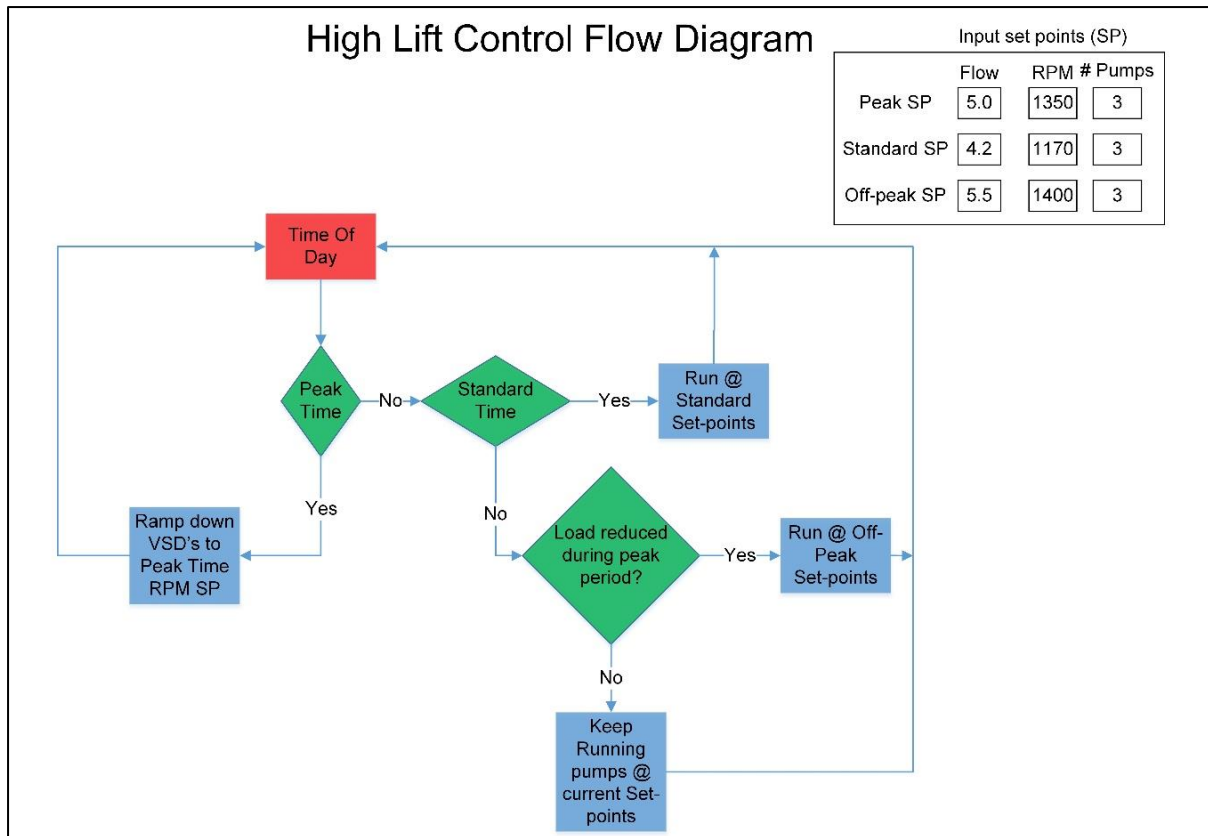 High Lift Control Flow Diagram
Input set points (SP)
Flow RPM # Pumps
Peak SP 5.0 1350 3
Standard SP 4.2 1170 3
Off-peak SP 5.5 1400 3
Time Of
Day
Peak
Time
No
Standard
Time
Yes
Run @
Standard
Set-points
Yes
Ramp down
VSD's to
Peak Time
RPM SP
No
Load reduced
during peak
period?
Yes
Run @ Off-
Peak
Set-points
No
Keep
Running
pumps @
current Set-
points